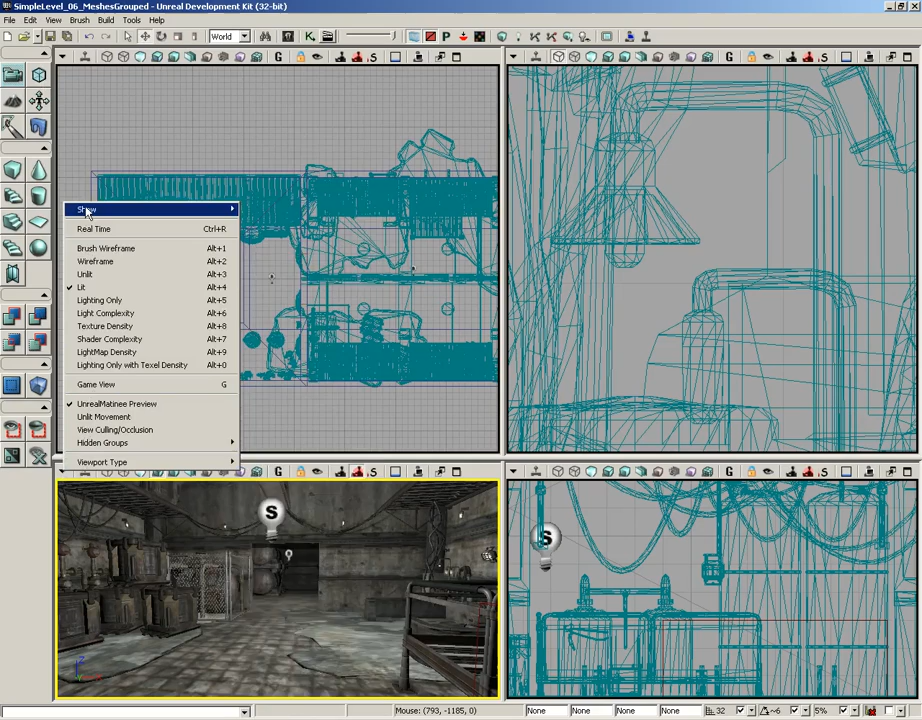 SimpleLevel_06_MeshesGrouped - Unreal Development Kit (32-bit)
File Edit View Brush Build Tools Help
World
K
P
G
S
G
S
Show
Real Time Ctrl+R
Brush Wireframe Alt+1
Wireframe Alt+2
Unlit Alt+3
Lit Alt+4
Lighting Only Alt+5
Light Complexity Alt+6
Texture Density Alt+8
Shader Complexity Alt+7
LightMap Density Alt+9
Lighting Only with Texel Density Alt+0
Game View G
UnrealMatinee Preview
Unlit Movement
View Culling/Occlusion
Hidden Groups
Viewport Type
G
S
G
S
S
S
Z
X
Mouse: (793, -1185, 0)
None None None None 32 ~6 5%